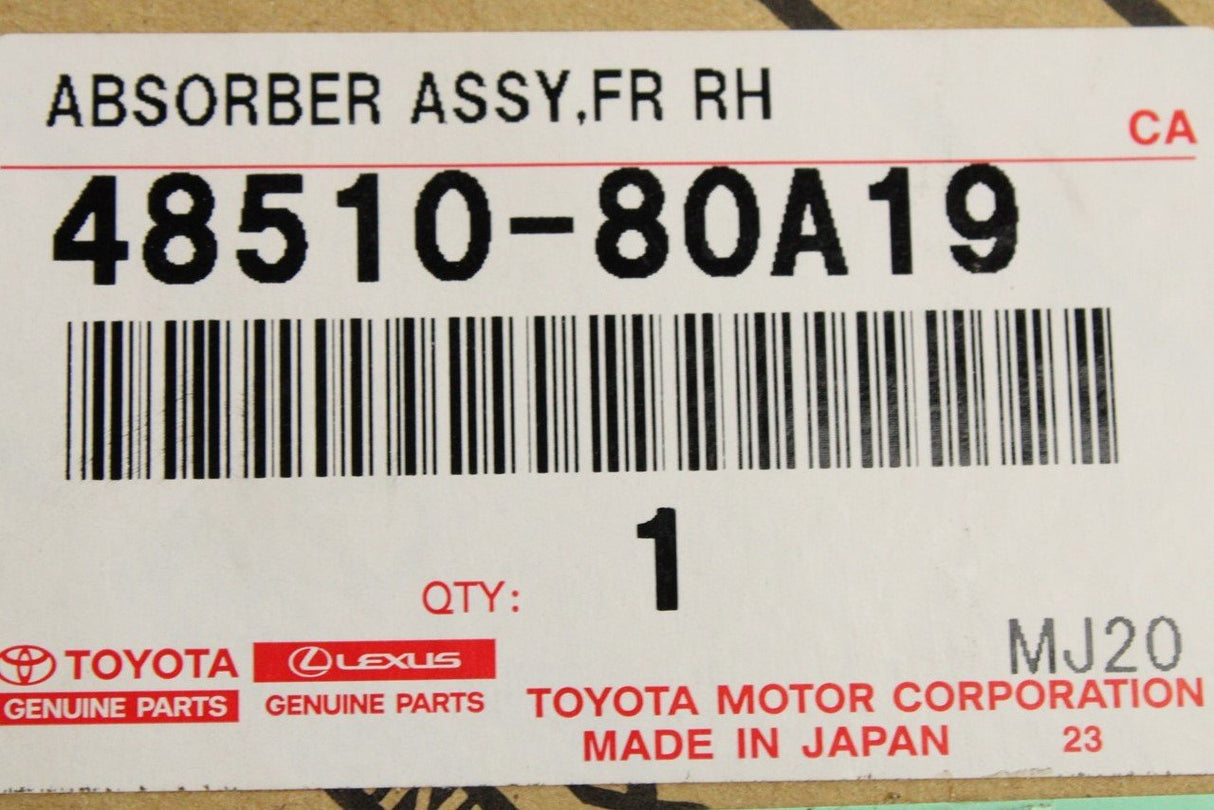 ABSORBER ASSY,FR RH
CA
48510-80A19
1
QTY:
MJ20
TOYOTA
GENUINE PARTS
LEXUS
GENUINE PARTS
TOYOTA MOTOR CORPORATION
MADE IN JAPAN 23